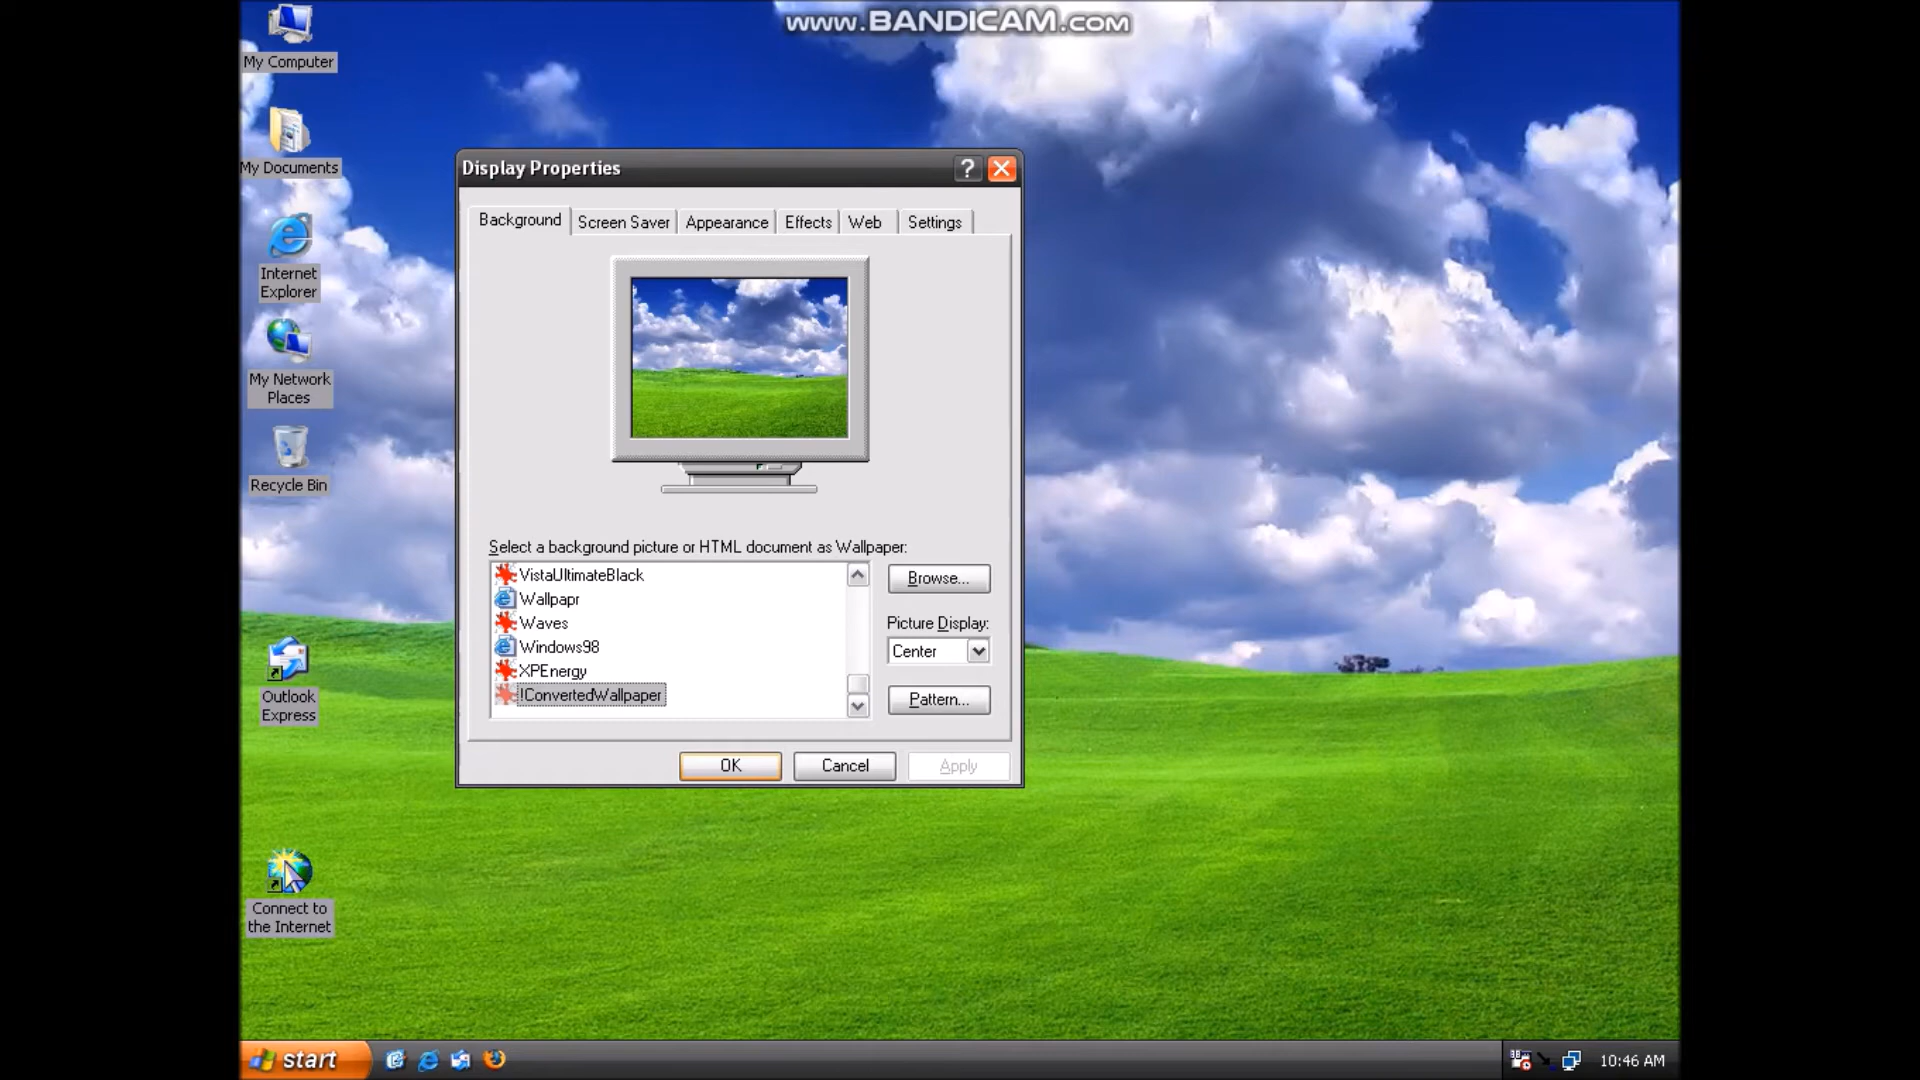 www.BANDICAM.com
My Computer
My Documents
Internet
Explorer
My Network
Places
Recycle Bin
Outlook
Express
Connect to
the Internet
Display Properties
?
Background
Screen Saver
Appearance
Effects
Web
Settings
Select a background picture or HTML document as Wallpaper:
VistaUltimateBlack
Wallpapr
Waves
Windows98
XPEnergy
!ConvertedWallpaper
Browse...
Picture Display:
Center
Pattern...
OK
Cancel
Apply
start
10:46 AM